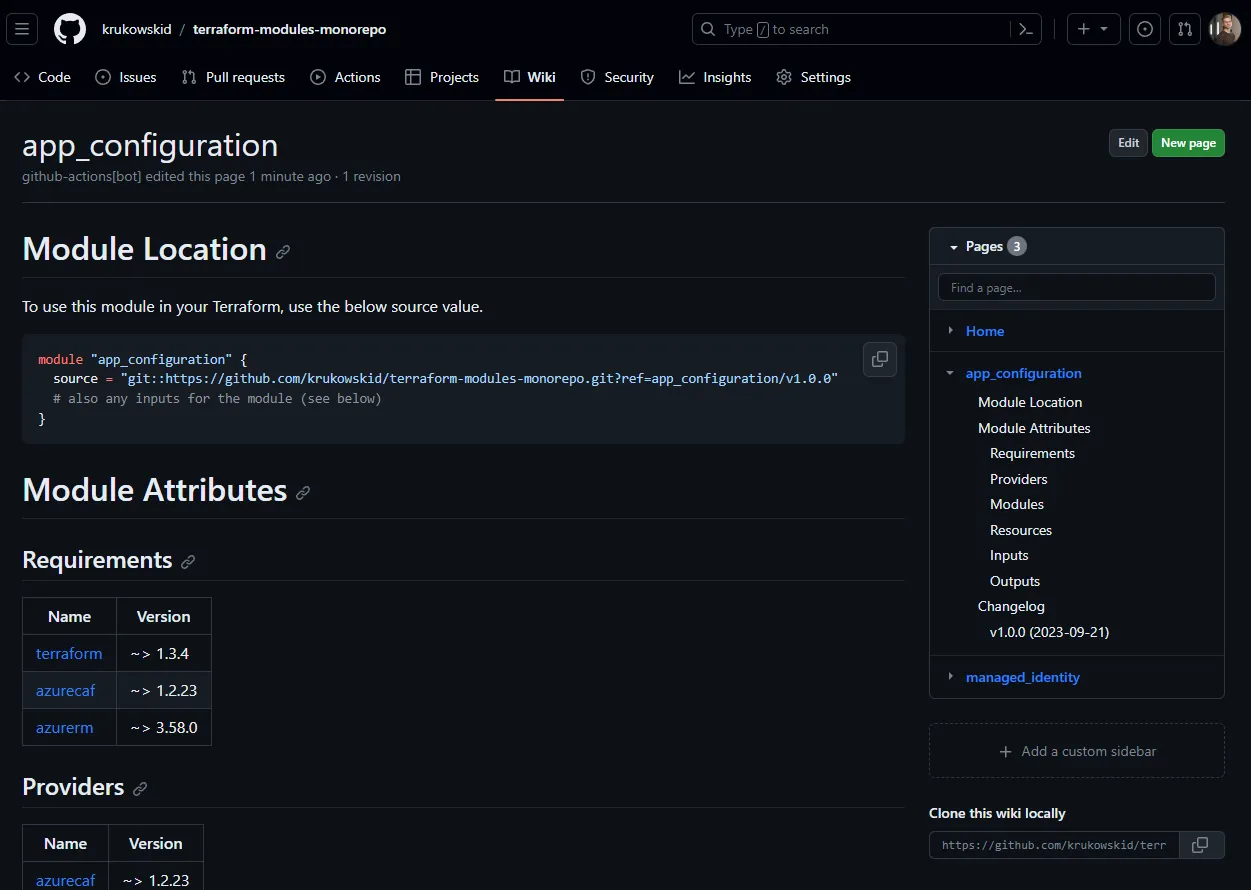 krukowskid / terraform-modules-monorepo
Type / to search
Code Issues Pull requests Actions Projects Wiki Security Insights Settings
app_configuration
Edit New page
github-actions[bot] edited this page 1 minute ago · 1 revision
Module Location
To use this module in your Terraform, use the below source value.
module "app_configuration" {
  source = "git::https://github.com/krukowskid/terraform-modules-monorepo.git?ref=app_configuration/v1.0.0"
  # also any inputs for the module (see below)
}
Module Attributes
Requirements
Name Version
terraform ~> 1.3.4
azurecaf ~> 1.2.23
azurerm ~> 3.58.0
Providers
Name Version
azurecaf ~> 1.2.23
Pages 3
Find a page...
Home
app_configuration
Module Location
Module Attributes
Requirements
Providers
Modules
Resources
Inputs
Outputs
Changelog
v1.0.0 (2023-09-21)
managed_identity
+ Add a custom sidebar
Clone this wiki locally
https://github.com/krukowskid/terr